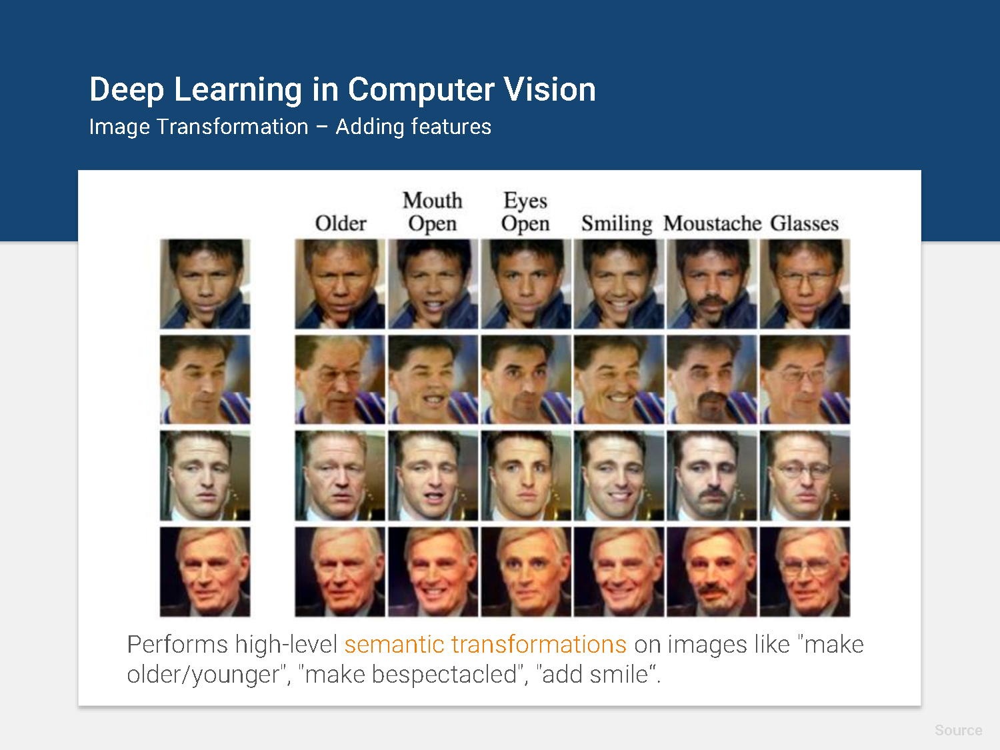 Deep Learning in Computer Vision
Image Transformation – Adding features
Older
Mouth
Open
Eyes
Open
Smiling
Moustache
Glasses
Performs high-level semantic transformations on images like "make
older/younger", "make bespectacled", "add smile“.
Source